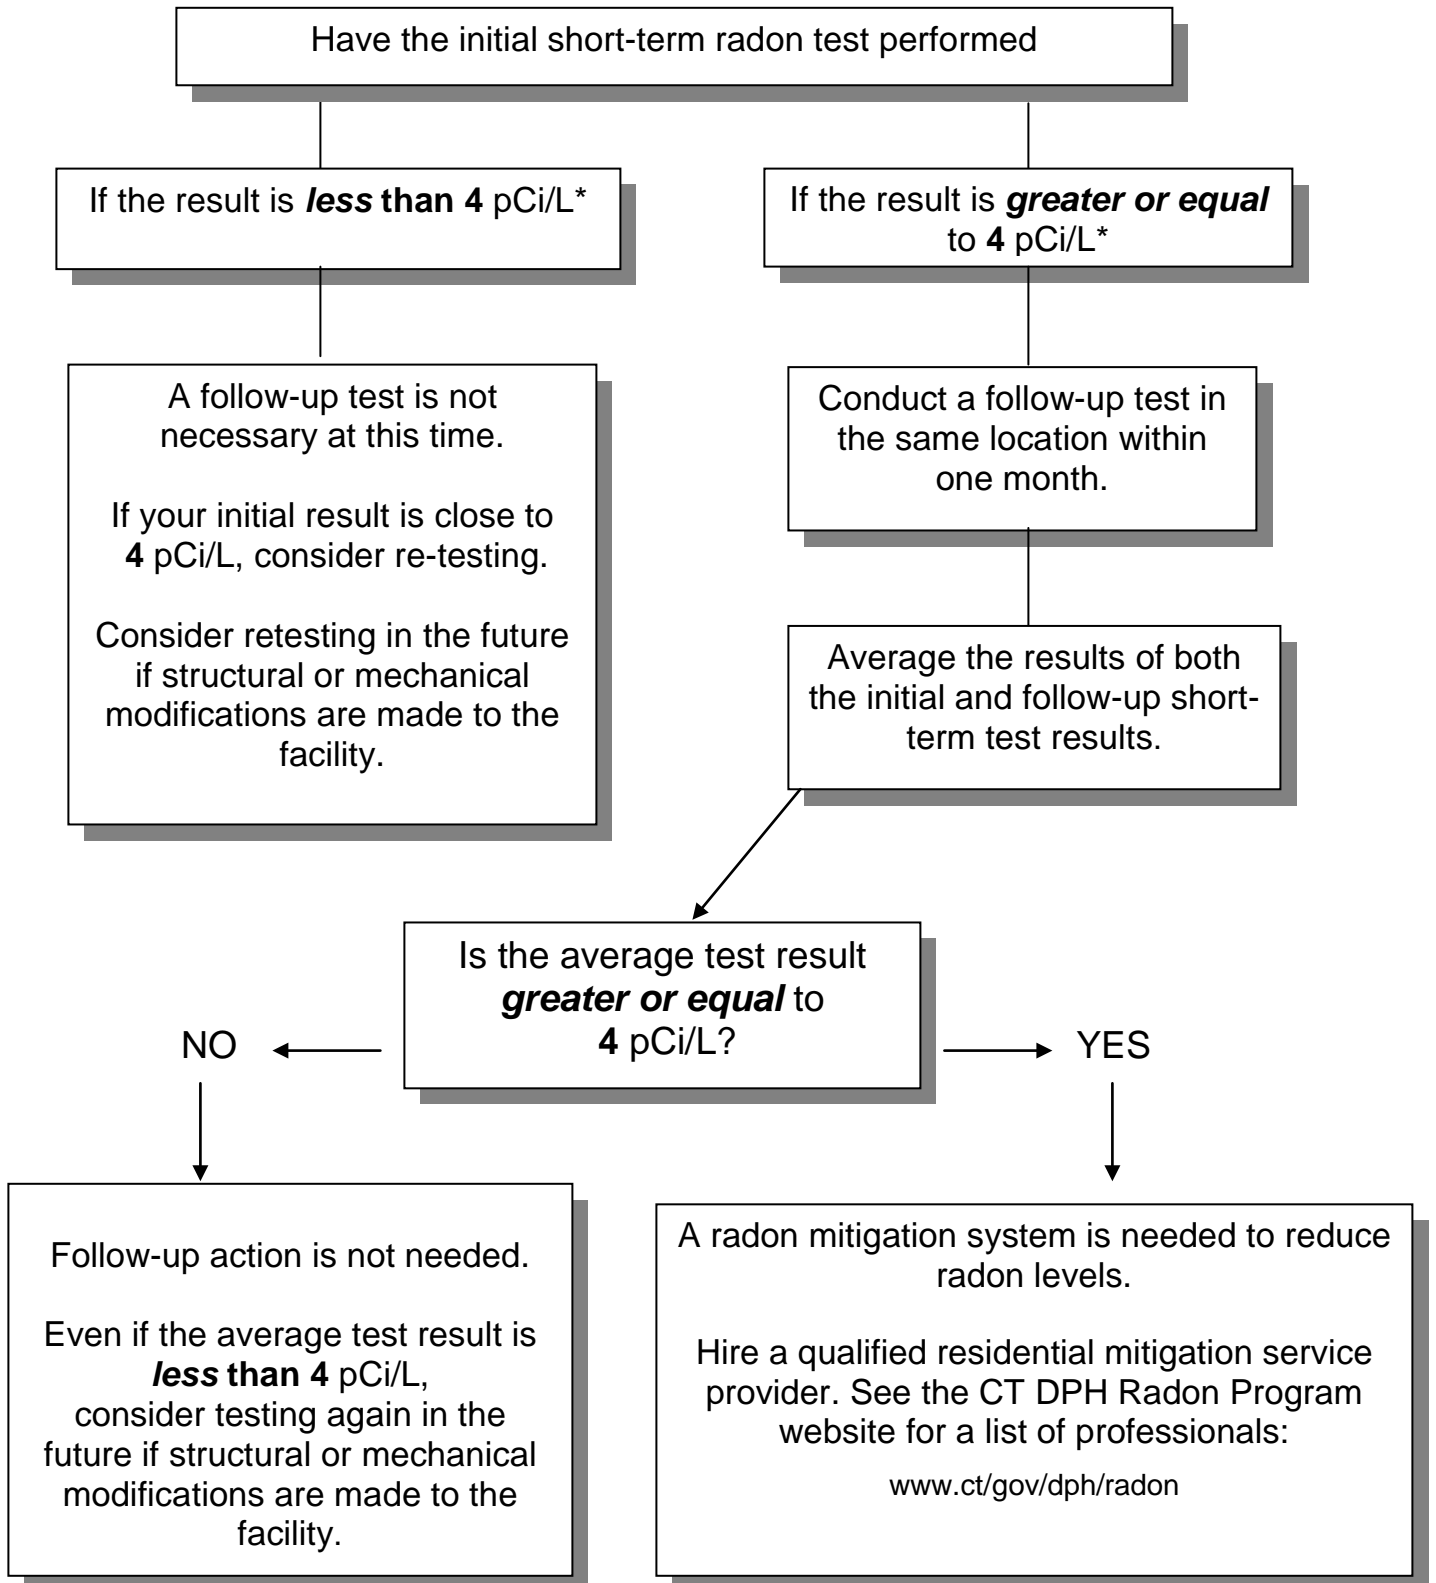 Have the initial short-term radon test performed
If the result is less than 4 pCi/L*
If the result is greater or equal
to 4 pCi/L*
A follow-up test is not
necessary at this time.
If your initial result is close to
4 pCi/L, consider re-testing.
Consider retesting in the future
if structural or mechanical
modifications are made to the
facility.
Conduct a follow-up test in
the same location within
one month.
Average the results of both
the initial and follow-up short-
term test results.
Is the average test result
greater or equal to
4 pCi/L?
NO
YES
Follow-up action is not needed.
Even if the average test result is
less than 4 pCi/L,
consider testing again in the
future if structural or mechanical
modifications are made to the
facility.
A radon mitigation system is needed to reduce
radon levels.
Hire a qualified residential mitigation service
provider. See the CT DPH Radon Program
website for a list of professionals:
www.ct/gov/dph/radon